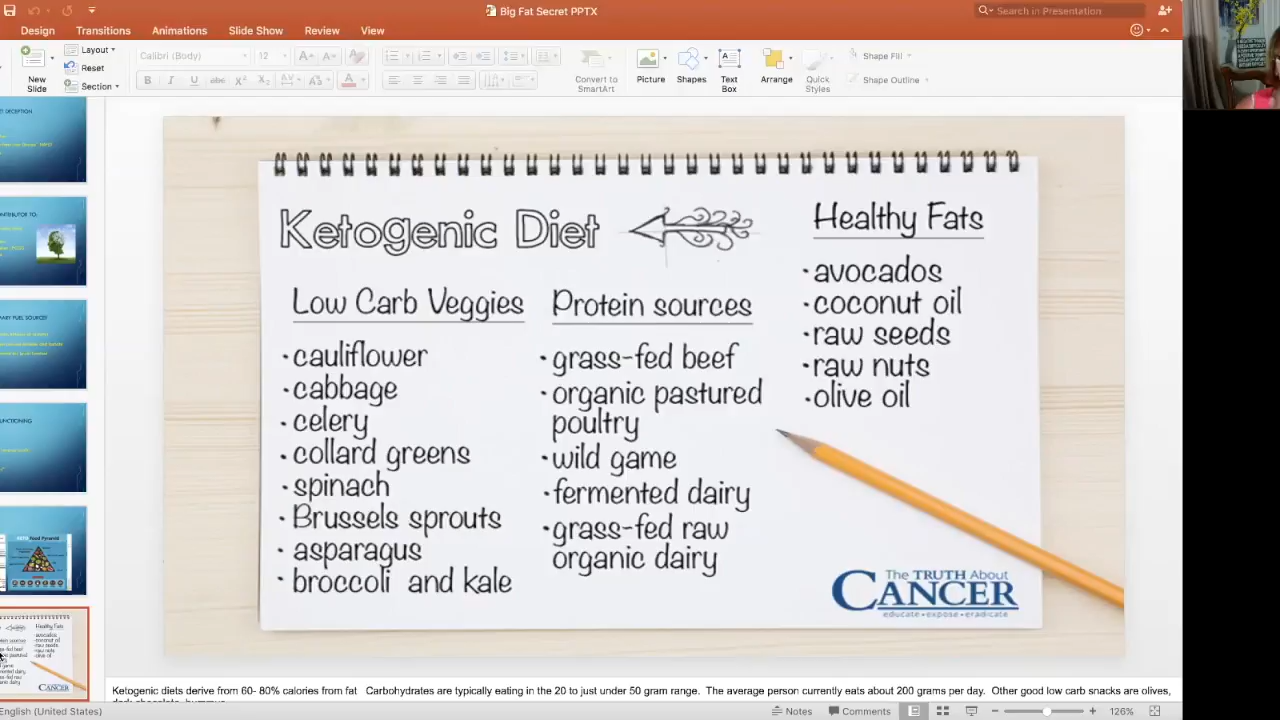 Big Fat Secret PPTX
Search in Presentation
Design
Transitions
Animations
Slide Show
Review
View
New Slide
Layout
Reset
Section
Calibri (Body)
12
Convert to SmartArt
Picture
Shapes
Text Box
Arrange
Quick Styles
Shape Fill
Shape Outline
Ketogenic Diet
Low Carb Veggies
·cauliflower
·cabbage
·celery
·collard greens
·spinach
·Brussels sprouts
·asparagus
·broccoli and kale
Protein sources
·grass-fed beef
·organic pastured
poultry
·wild game
·fermented dairy
·grass-fed raw
organic dairy
Healthy Fats
·avocados
·coconut oil
·raw seeds
·raw nuts
·olive oil
The TRUTH About
CANCER
educate • expose • eradicate
Ketogenic diets derive from 60- 80% calories from fat Carbohydrates are typically eating in the 20 to just under 50 gram range. The average person currently eats about 200 grams per day. Other good low carb snacks are olives,
English (United States)
Notes
Comments
126%